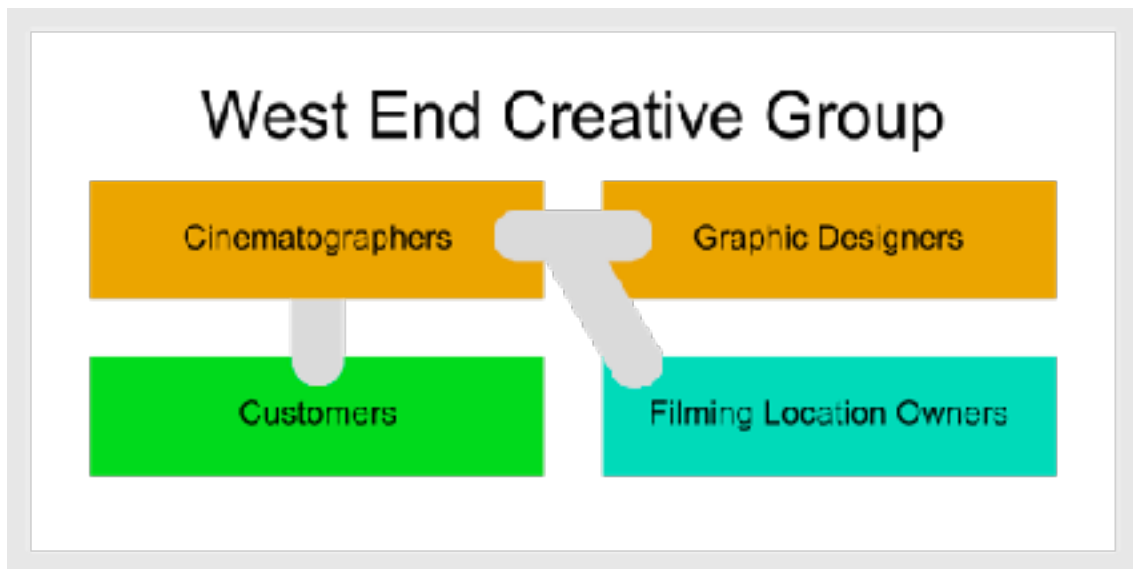 West End Creative Group
Cinematographers
Graphic Designers
Customers
Filming Location Owners